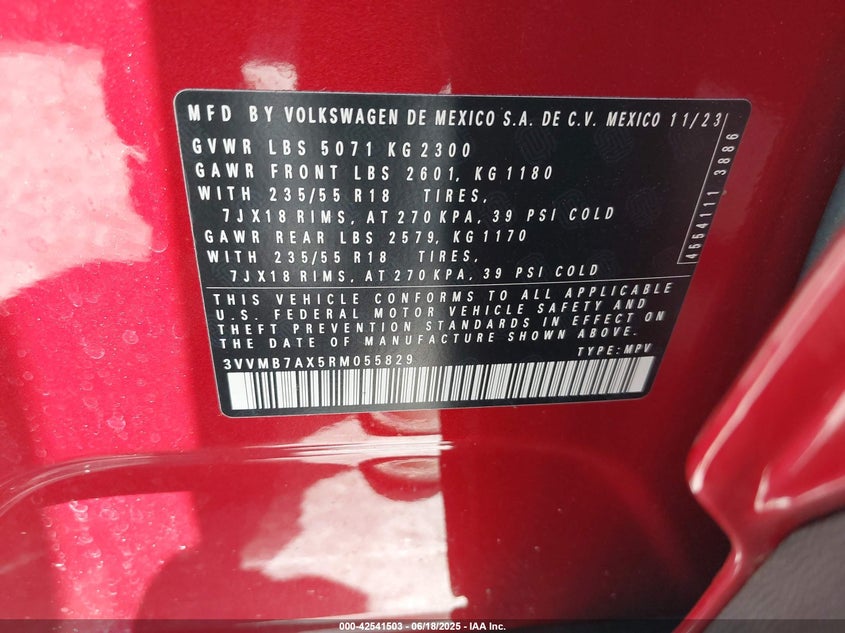 MFD BY VOLKSWAGEN DE MEXICO S.A. DE C.V. MEXICO 11/23
GVWR LBS 5071 KG 2300
GAWR FRONT LBS 2601, KG 1180
WITH 235/55 R18 TIRES,
7JX18 RIMS, AT 270 KPA, 39 PSI COLD
GAWR REAR LBS 2579, KG 1170
WITH 235/55 R18 TIRES,
7JX18 RIMS, AT 270 KPA, 39 PSI COLD
4554111 3886
THIS VEHICLE CONFORMS TO ALL APPLICABLE
U.S. FEDERAL MOTOR VEHICLE SAFETY AND
THEFT PREVENTION STANDARDS IN EFFECT ON
THE DATE OF MANUFACTURE SHOWN ABOVE.
3VVMB7AX5RM055829 TYPE: MPV
000-42541503 - 06/18/2025 - IAA Inc.